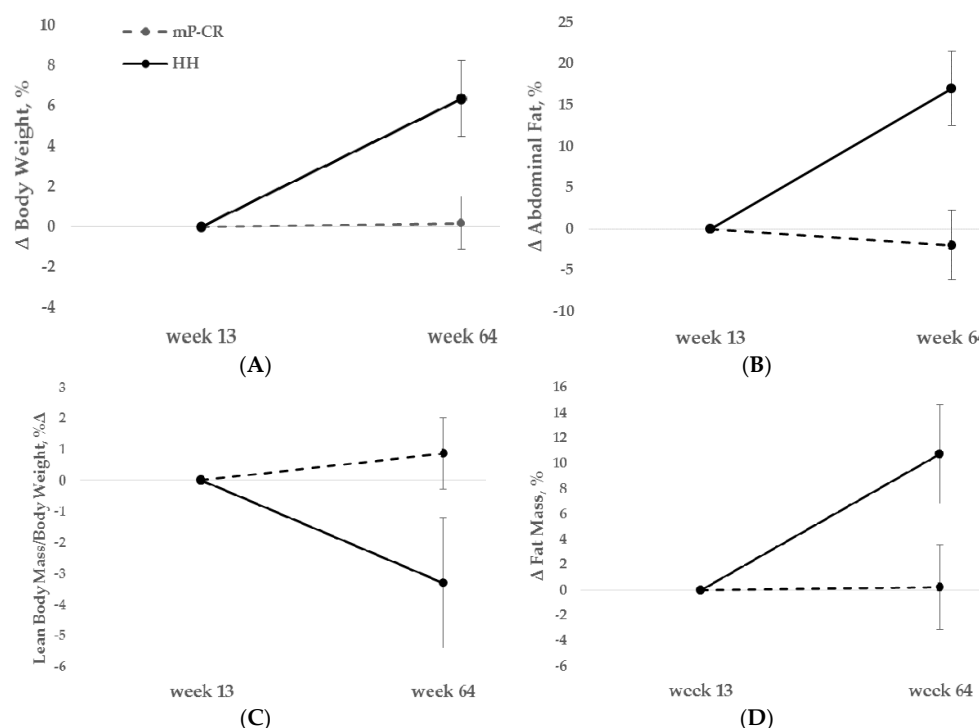 Δ Body Weight, %
10
8
6
4
2
0
-2
-4
mP-CR
HH
week 13
week 64
(A)
Δ Abdominal Fat, %
25
20
15
10
5
0
-5
-10
week 13
week 64
(B)
Lean Body Mass/Body Weight, %Δ
3
2
1
0
-1
-2
-3
-4
-5
-6
week 13
week 64
(C)
Δ Fat Mass, %
16
14
12
10
8
6
4
2
0
-2
-4
-6
week 13
week 64
(D)